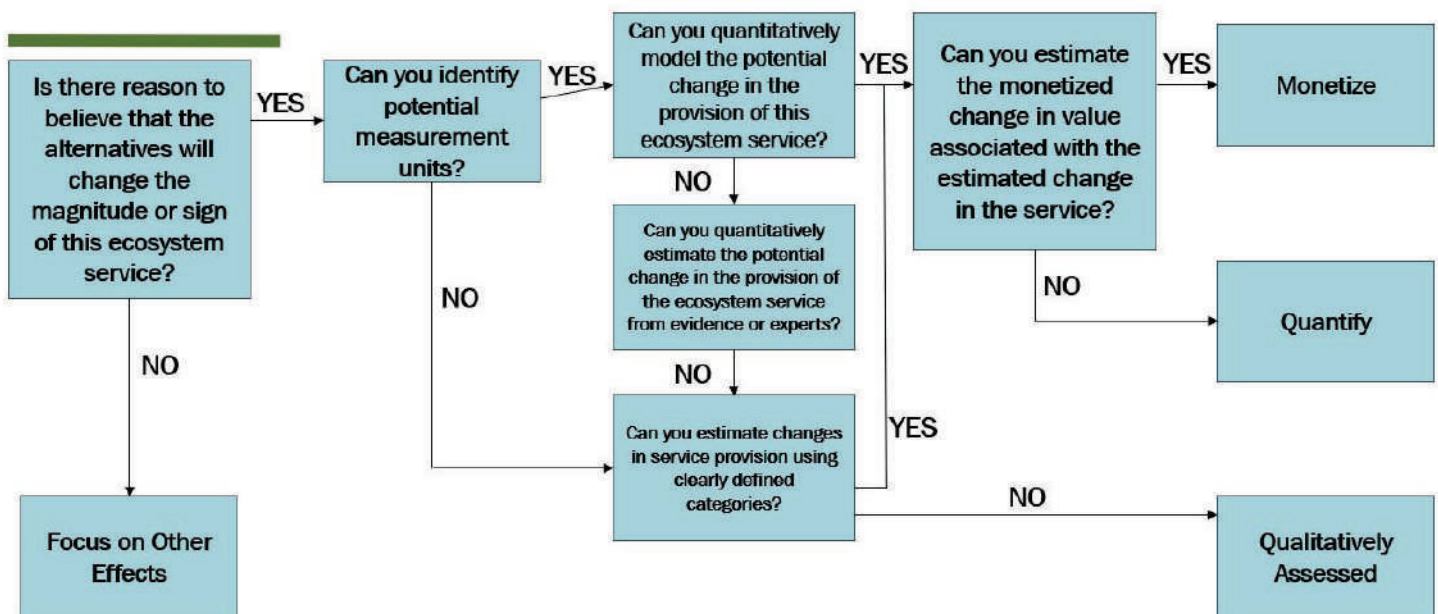 Is there reason to
believe that the
alternatives will
change the
magnitude or sign
of this ecosystem
service?
YES
Can you identify
potential
measurement
units?
YES
Can you quantitatively
model the potential
change in the
provision of this
ecosystem service?
YES
Can you estimate
the monetized
change in value
associated with the
estimated change
in the service?
YES
Monetize
NO
Can you quantitatively
estimate the potential
change in the provision of
the ecosystem service
from evidence or experts?
NO
Quantify
NO
NO
NO
Can you estimate changes
in service provision using
clearly defined
categories?
YES
NO
Focus on Other
Effects
Qualitatively
Assessed